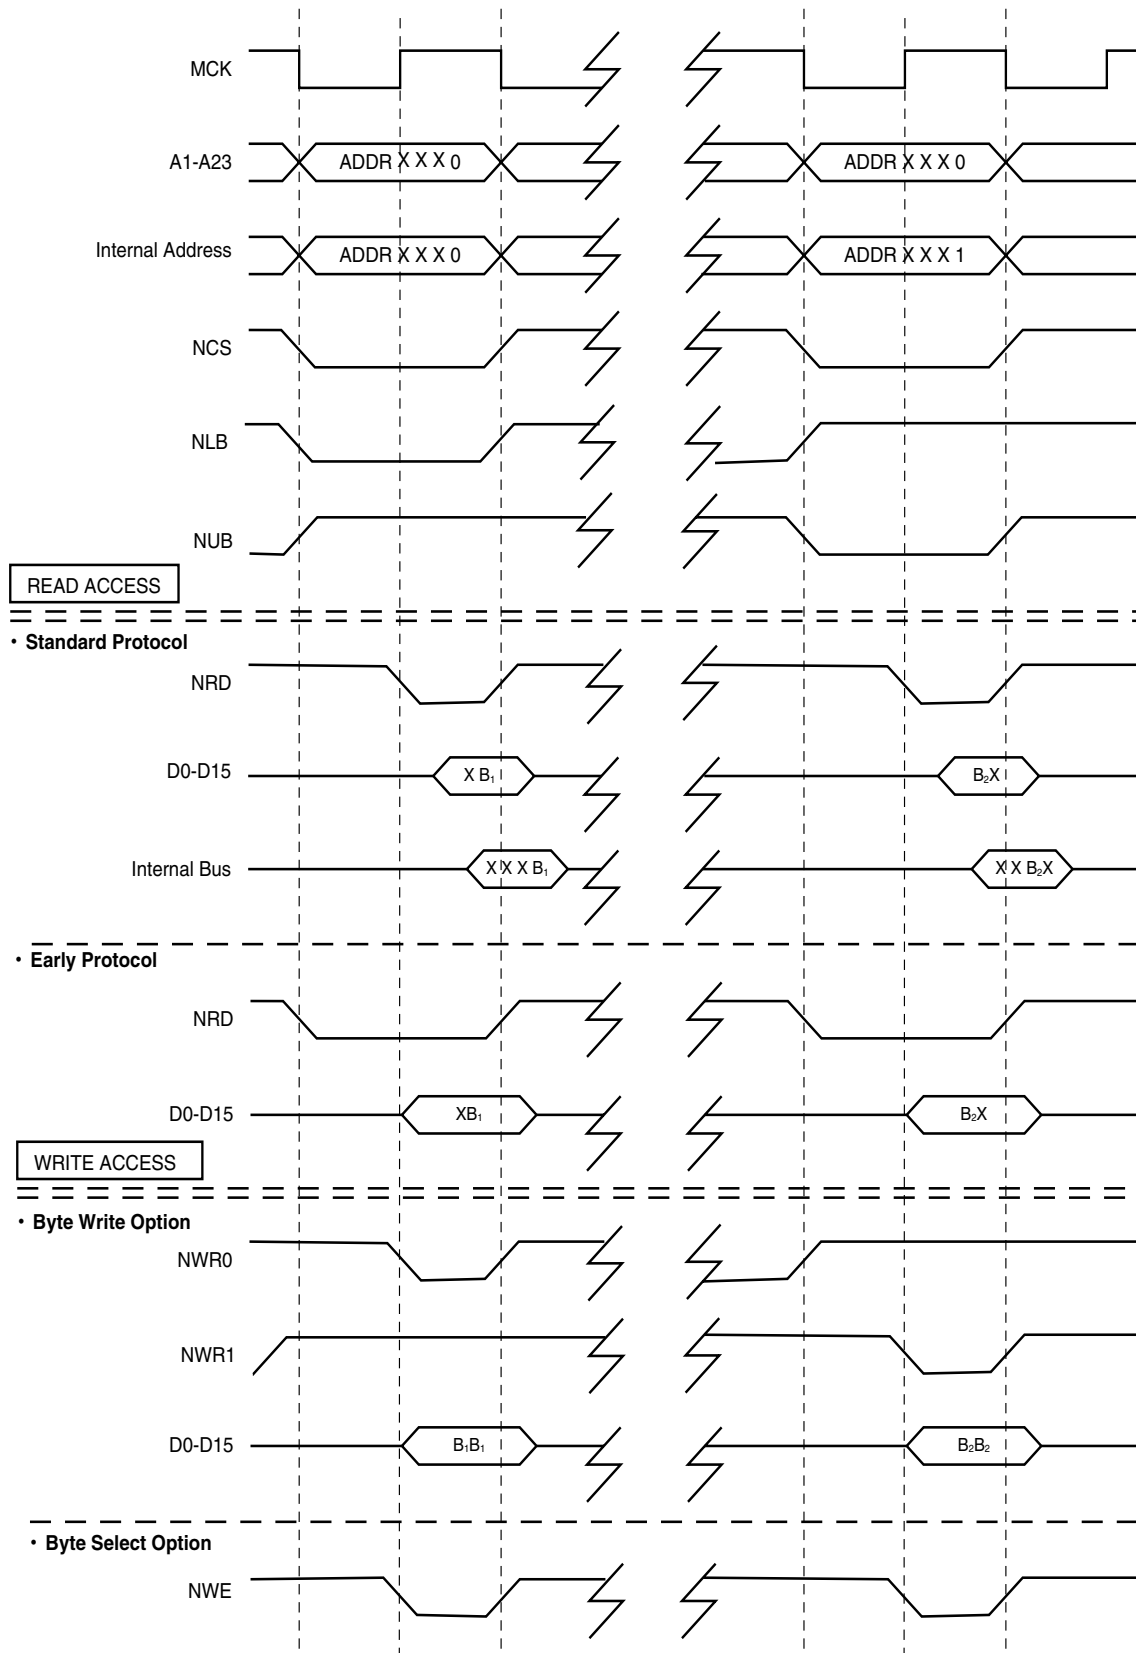 MCK
A1-A23 ADDR X X X 0 ADDR X X X 0
Internal Address ADDR X X X 0 ADDR X X X 1
NCS
NLB
NUB
READ ACCESS
• Standard Protocol
NRD
D0-D15 X B₁ B₂X
Internal Bus X X X B₁ X X B₂X
• Early Protocol
NRD
D0-D15 XB₁ B₂X
WRITE ACCESS
• Byte Write Option
NWR0
NWR1
D0-D15 B₁B₁ B₂B₂
• Byte Select Option
NWE